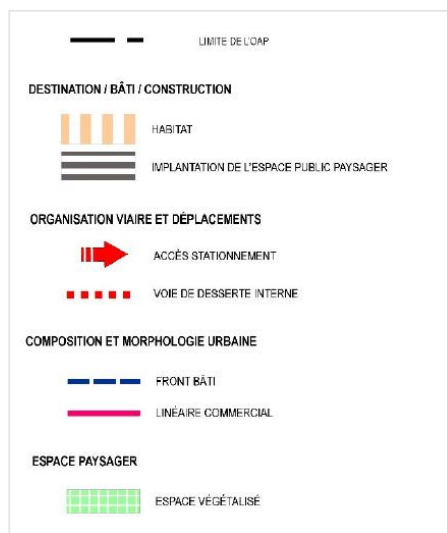 LIMITE DE L'OAP
DESTINATION / BÂTI / CONSTRUCTION
HABITAT
IMPLANTATION DE L'ESPACE PUBLIC PAYSAGER
ORGANISATION VIAIRE ET DÉPLACEMENTS
ACCÈS STATIONNEMENT
VOIE DE DESSERTE INTERNE
COMPOSITION ET MORPHOLOGIE URBAINE
FRONT BÂTI
LINÉAIRE COMMERCIAL
ESPACE PAYSAGER
ESPACE VÉGÉTALISÉ